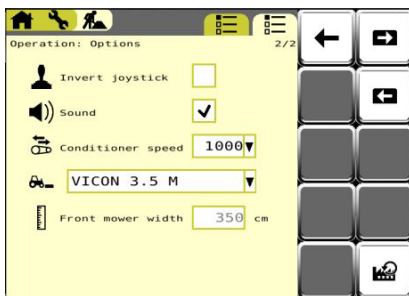 Operation: Options 2/2
Invert joystick
Sound
Conditioner speed 1000
VICON 3.5 M
Front mower width 350 cm